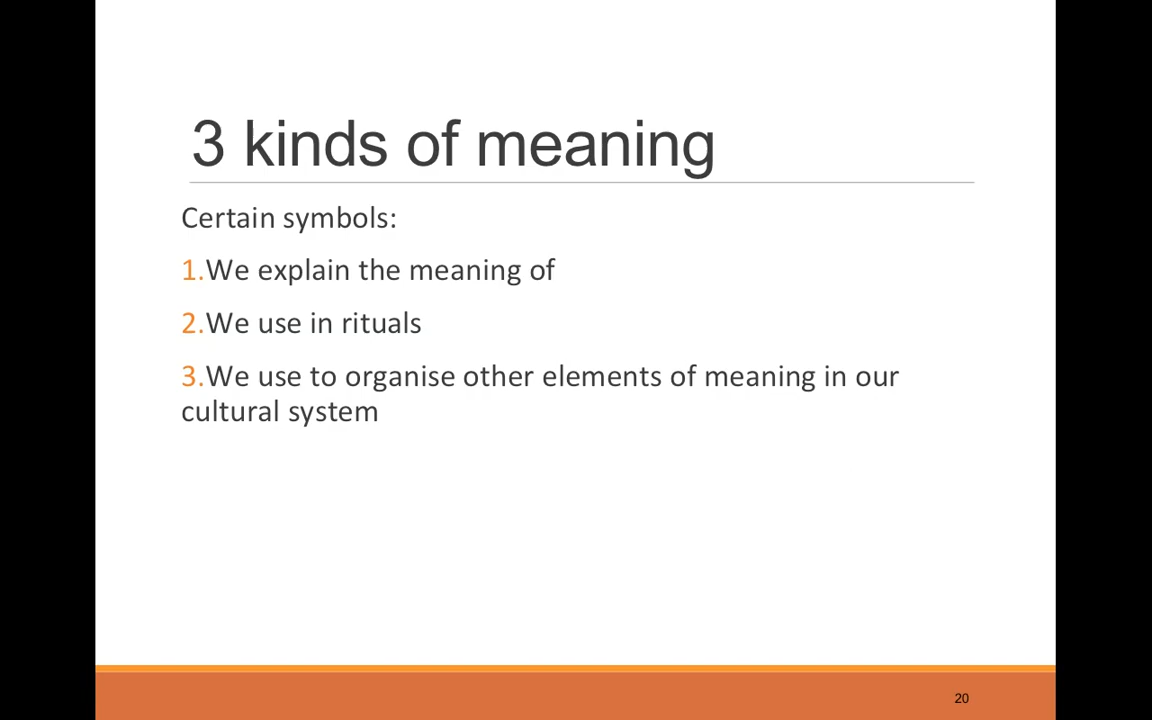 3 kinds of meaning
Certain symbols:
1.We explain the meaning of
2.We use in rituals
3.We use to organise other elements of meaning in our
cultural system
20